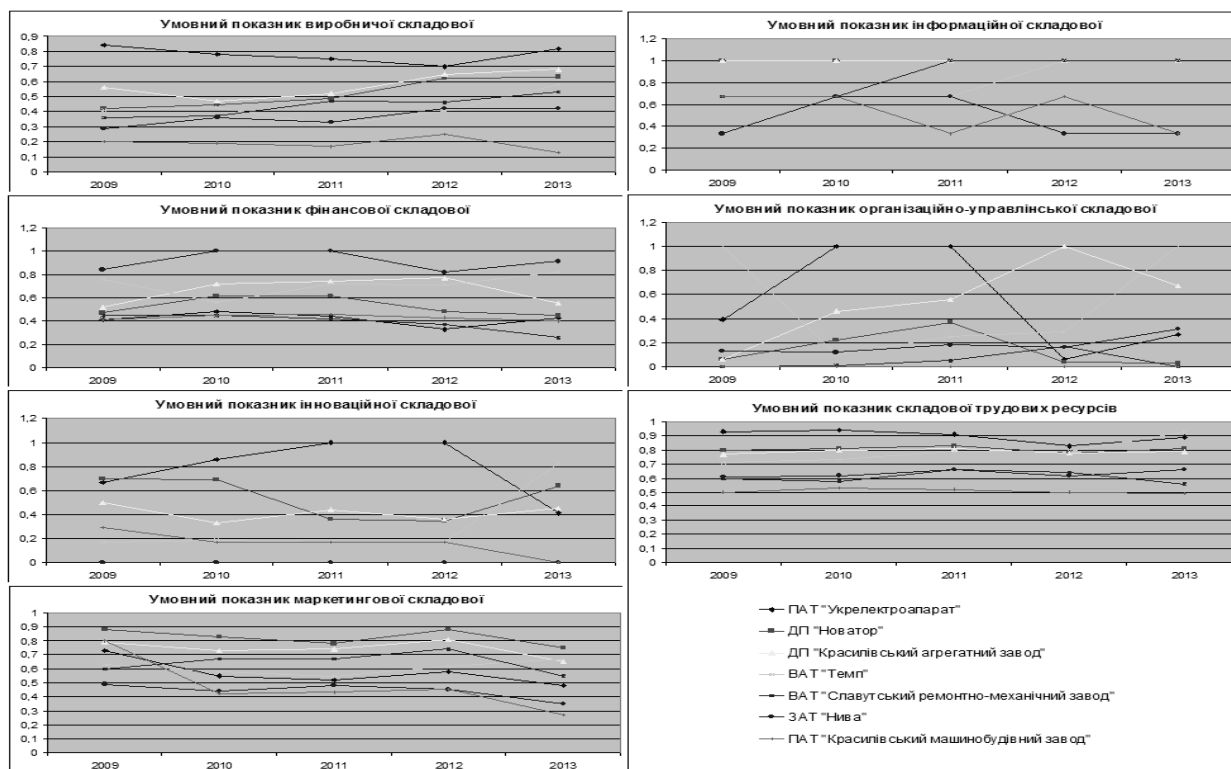 Умовний показник виробничої складової
0,9
0,8
0,7
0,6
0,5
0,4
0,3
0,2
0,1
0
2009 2010 2011 2012 2013
Умовний показник інформаційної складової
1,2
1
0,8
0,6
0,4
0,2
0
2009 2010 2011 2012 2013
Умовний показник фінансової складової
1,2
1
0,8
0,6
0,4
0,2
0
2009 2010 2011 2012 2013
Умовний показник організаційно-управлінської складової
1,2
1
0,8
0,6
0,4
0,2
0
2009 2010 2011 2012 2013
Умовний показник інноваційної складової
1,2
1
0,8
0,6
0,4
0,2
0
2009 2010 2011 2012 2013
Умовний показник складової трудових ресурсів
1
0,9
0,8
0,7
0,6
0,5
0,4
0,3
0,2
0,1
0
2009 2010 2011 2012 2013
Умовний показник маркетингової складової
1
0,9
0,8
0,7
0,6
0,5
0,4
0,3
0,2
0,1
0
2009 2010 2011 2012 2013
ПАТ "Укрелектроапарат"
ДП "Новатор"
ДП "Красилівський агрегатний завод"
ВАТ "Темп"
ВАТ "Славутський ремонтно-механічний завод"
ЗАТ "Нива"
ПАТ "Красилівський машинобудівний завод"